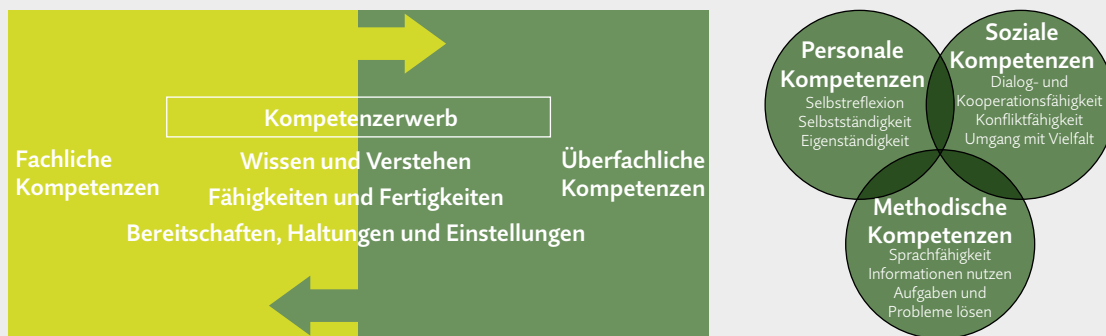 Kompetenzerwerb
Fachliche
Kompetenzen
Wissen und Verstehen
Fähigkeiten und Fertigkeiten
Bereitschaften, Haltungen und Einstellungen
Überfachliche
Kompetenzen
Personale
Kompetenzen
Selbstreflexion
Selbstständigkeit
Eigenständigkeit
Soziale
Kompetenzen
Dialog- und
Kooperationsfähigkeit
Konfliktfähigkeit
Umgang mit Vielfalt
Methodische
Kompetenzen
Sprachfähigkeit
Informationen nutzen
Aufgaben und
Probleme lösen